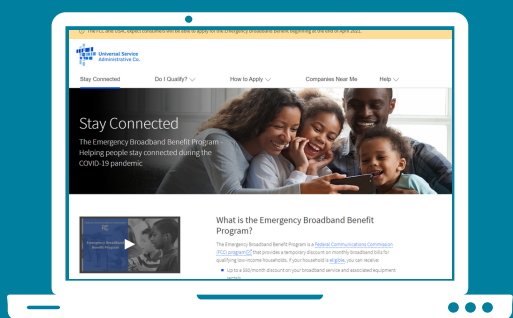 The FCC and USAC expect consumers will be able to apply for the Emergency Broadband Benefit beginning at the end of April 2021.
Universal Service
Administrative Co.
Stay Connected
Do I Qualify?
How to Apply
Companies Near Me
Help
Stay Connected
The Emergency Broadband Benefit Program -
Helping people stay connected during the
COVID-19 pandemic
Emergency Broadband
Benefit Program
What is the Emergency Broadband Benefit
Program?
The Emergency Broadband Benefit Program is a Federal Communications Commission
(FCC) program that provides a temporary discount on monthly broadband bills for
qualifying low-income households. If your household is eligible, you can receive:
Up to a $50/month discount on your broadband service and associated equipment
rentals